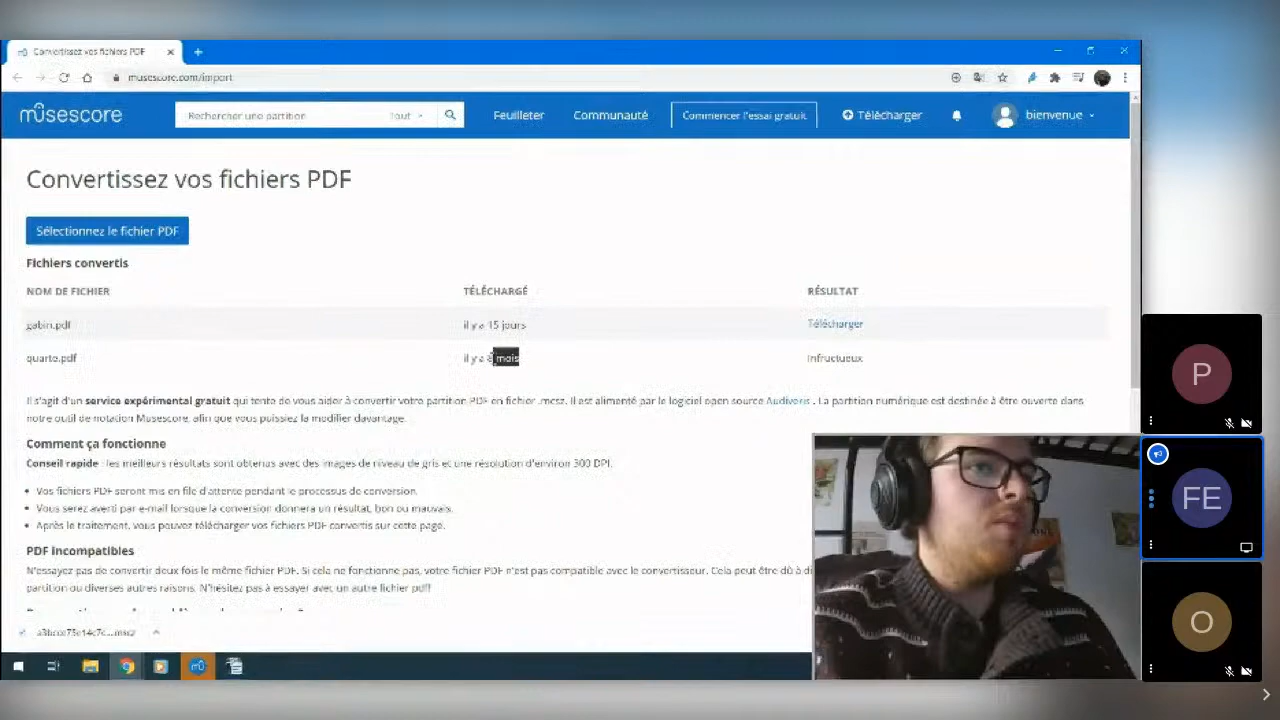 Convertissez vos fichiers PDF
musescore.com/import
musescore
Rechercher une partition
Tout
Feuilleter
Communauté
Commencer l'essai gratuit
Télécharger
bienvenue
Convertissez vos fichiers PDF
Sélectionnez le fichier PDF
Fichiers convertis
NOM DE FICHIER TÉLÉCHARGÉ RÉSULTAT
gabin.pdf il y a 15 jours Télécharger
quarte.pdf il y a mois Infructueux
Il s'agit d'un service expérimental gratuit qui tente de vous aider à convertir votre partition PDF en fichier .mcsz. Il est alimenté par le logiciel open source Audiveris . La partition numérique est destinée à être ouverte dans
notre outil de notation Musescore, afin que vous puissiez la modifier davantage.
Comment ça fonctionne
Conseil rapide : les meilleurs résultats sont obtenus avec des images de niveau de gris et une résolution d'environ 300 DPI.
Vos fichiers PDF seront mis en file d'attente pendant le processus de conversion.
Vous serez averti par e-mail lorsque la conversion donnera un résultat, bon ou mauvais.
Après le traitement, vous pouvez télécharger vos fichiers PDF convertis sur cette page.
PDF incompatibles
N'essayez pas de convertir deux fois le même fichier PDF. Si cela ne fonctionne pas, votre fichier PDF n'est pas compatible avec le convertisseur. Cela peut être dû à
partition ou diverses autres raisons. N'hésitez pas à essayer avec un autre fichier pdf!
P
FE
O